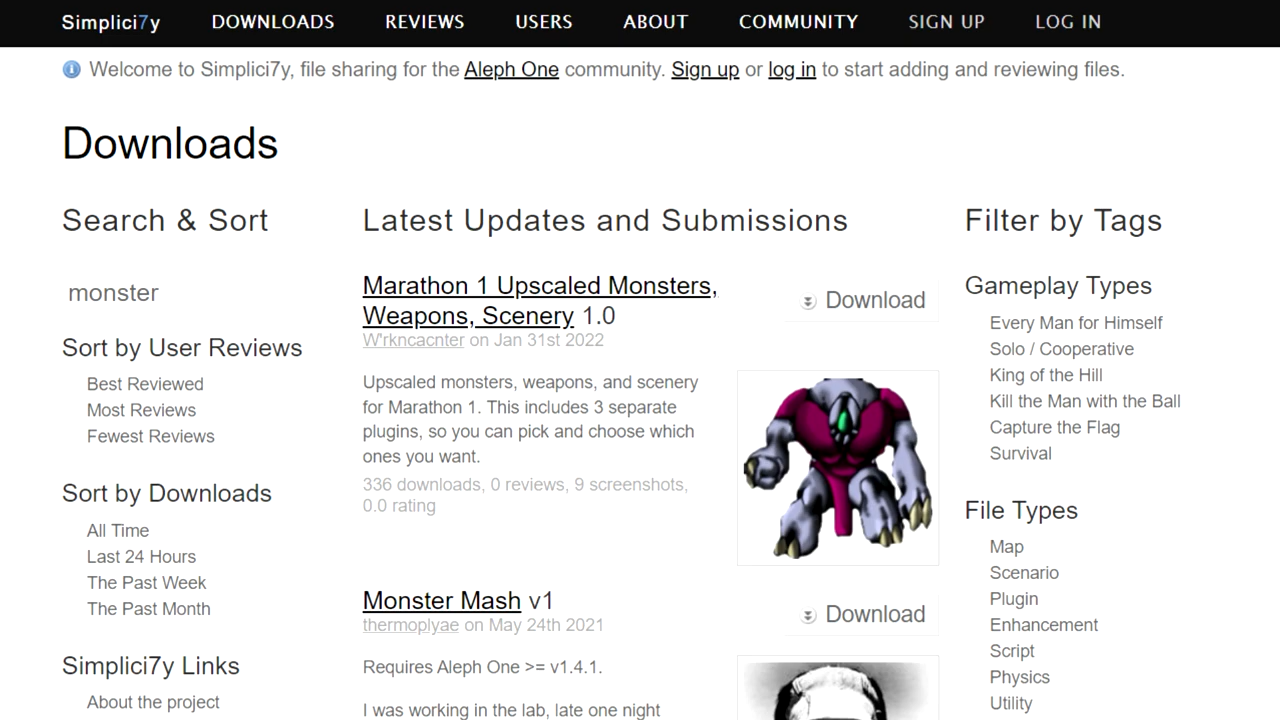 Simplici7y DOWNLOADS REVIEWS USERS ABOUT COMMUNITY SIGN UP LOG IN
Welcome to Simplici7y, file sharing for the Aleph One community. Sign up or log in to start adding and reviewing files.
Downloads
Search & Sort
monster
Sort by User Reviews
Best Reviewed
Most Reviews
Fewest Reviews
Sort by Downloads
All Time
Last 24 Hours
The Past Week
The Past Month
Simplici7y Links
About the project
Latest Updates and Submissions
Marathon 1 Upscaled Monsters,
Weapons, Scenery 1.0
W'rkncacnter on Jan 31st 2022
Download
Upscaled monsters, weapons, and scenery
for Marathon 1. This includes 3 separate
plugins, so you can pick and choose which
ones you want.
336 downloads, 0 reviews, 9 screenshots,
0.0 rating
Monster Mash v1
thermoplyae on May 24th 2021
Download
Requires Aleph One >= v1.4.1.
I was working in the lab, late one night
Filter by Tags
Gameplay Types
Every Man for Himself
Solo / Cooperative
King of the Hill
Kill the Man with the Ball
Capture the Flag
Survival
File Types
Map
Scenario
Plugin
Enhancement
Script
Physics
Utility